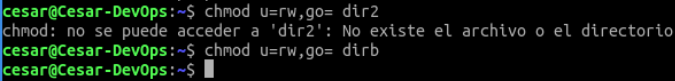 cesar@Cesar-DevOps:~$ chmod u=rw,go= dir2
chmod: no se puede acceder a 'dir2': No existe el archivo o el directorio
cesar@Cesar-DevOps:~$ chmod u=rw,go= dirb
cesar@Cesar-DevOps:~$